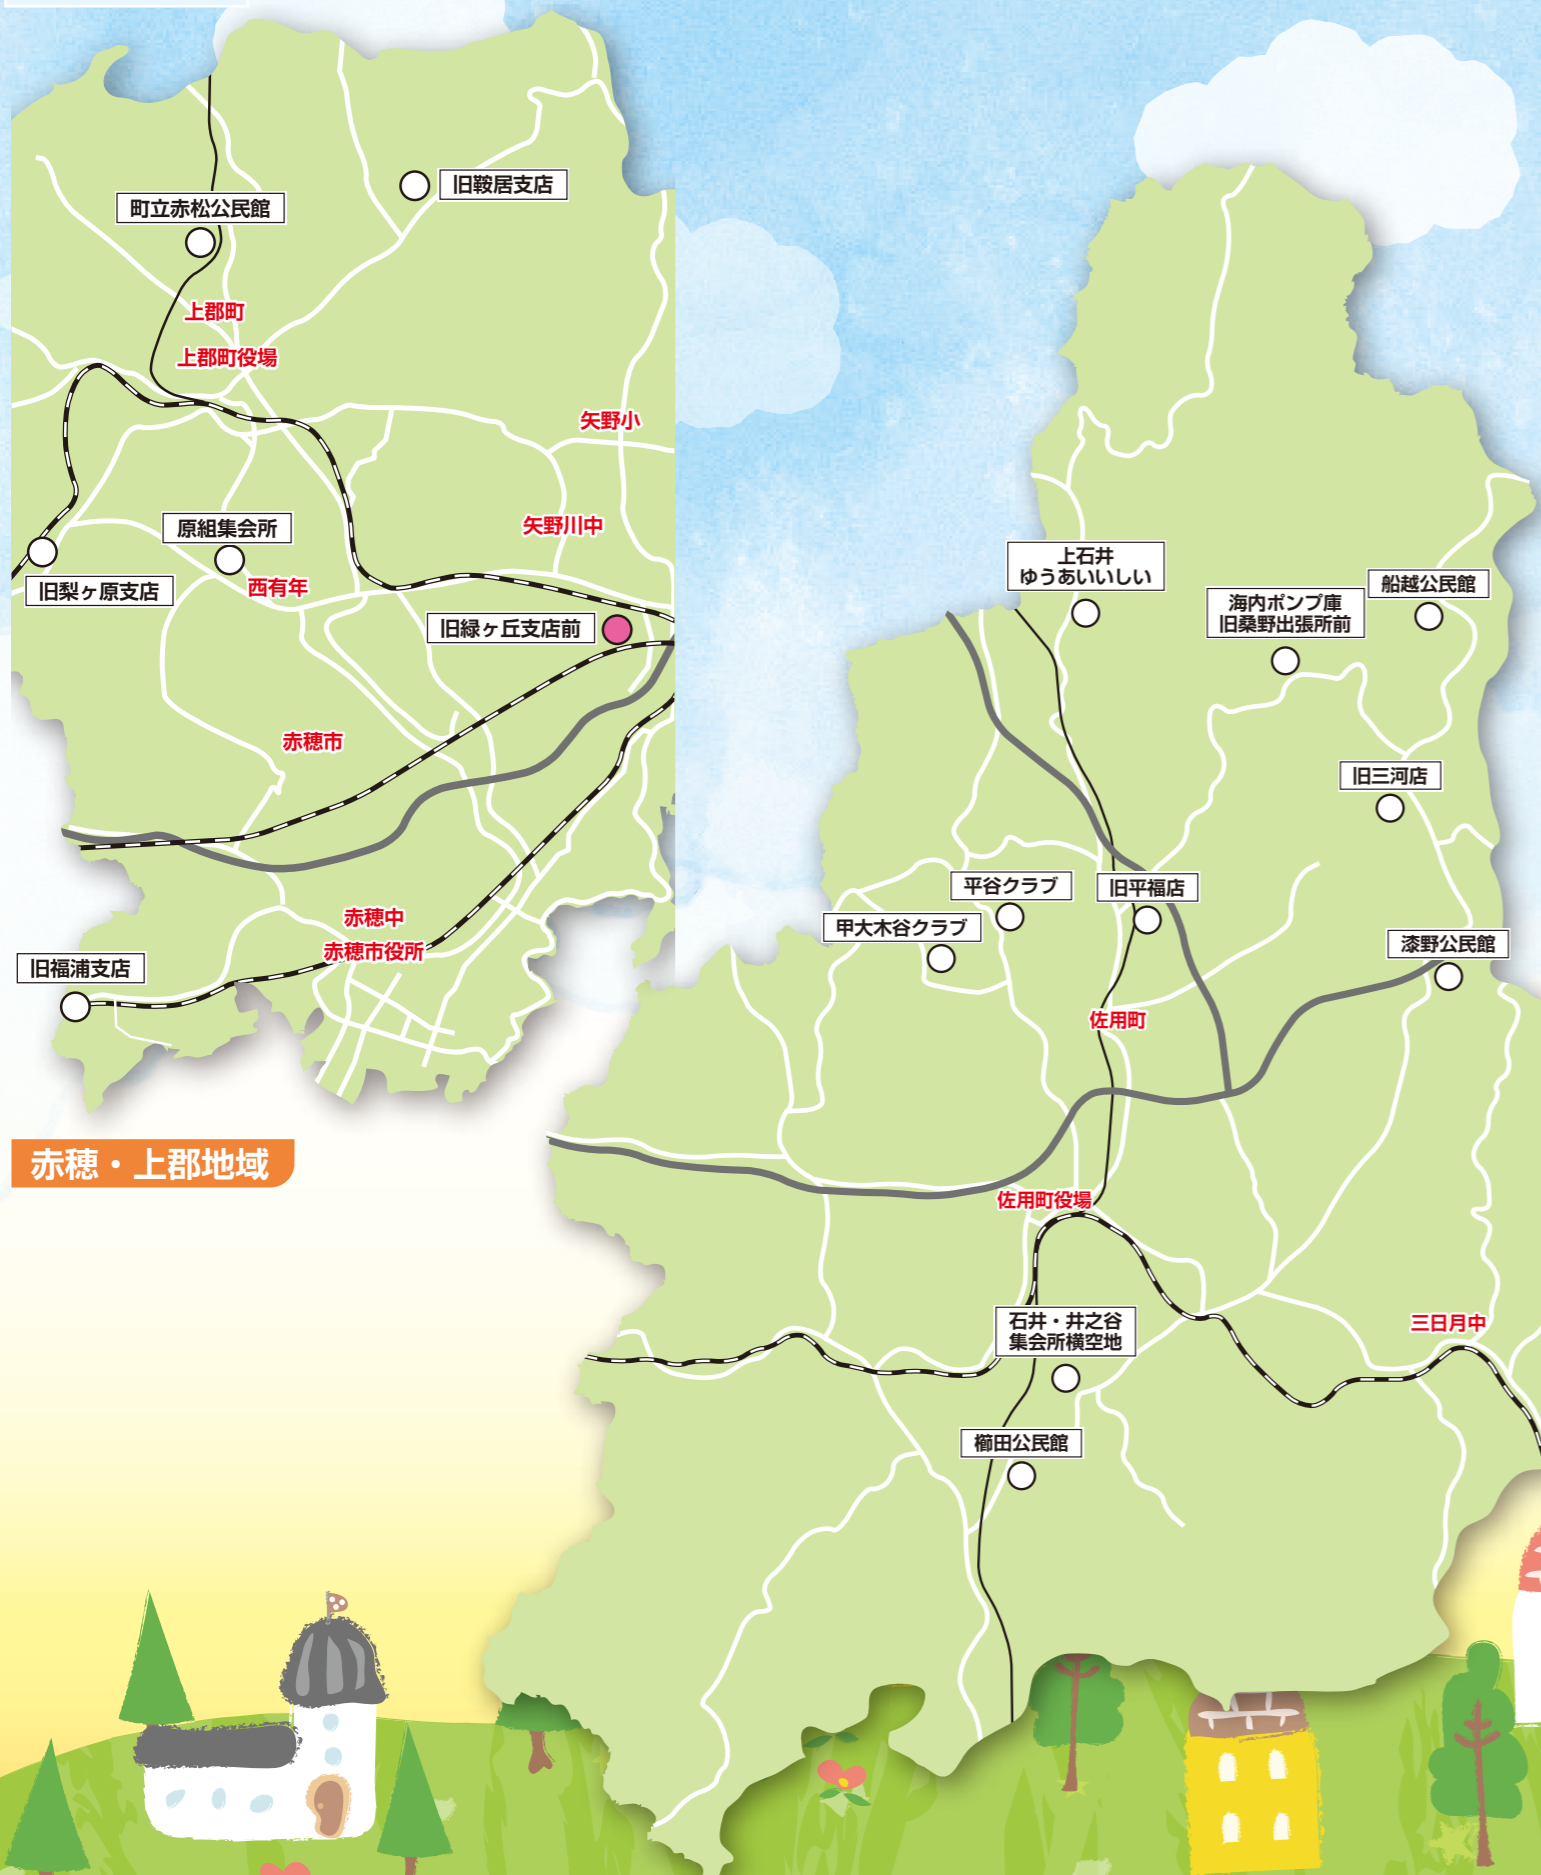 旧鞍居支店
町立赤松公民館
上郡町
上郡町役場
矢野小
矢野川中
原組集会所
西有年
旧梨ヶ原支店
旧緑ヶ丘支店前
赤穂市
赤穂中
赤穂市役所
旧福浦支店
赤穂・上郡地域
上石井
ゆうあいいしい
船越公民館
海内ポンプ庫
旧桑野出張所前
旧三河店
平谷クラブ
旧平福店
甲大木谷クラブ
漆野公民館
佐用町
佐用町役場
石井・井之谷
集会所横空地
三日月中
櫛田公民館